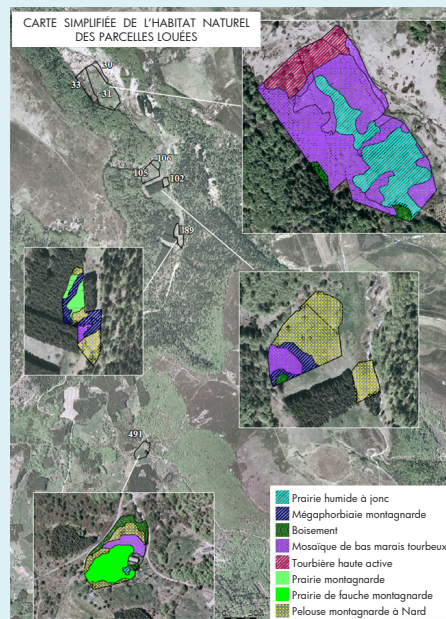 CARTE SIMPLIFIÉE DE L'HABITAT NATUREL
DES PARCELLES LOUÉES
30
33
31
106
105
102
89
491
Prairie humide à jonc
Mégaphorbiaie montagnarde
Boisement
Mosaïque de bas marais tourbeux
Tourbière haute active
Prairie montagnarde
Prairie de fauche montagnarde
Pelouse montagnarde à Nard